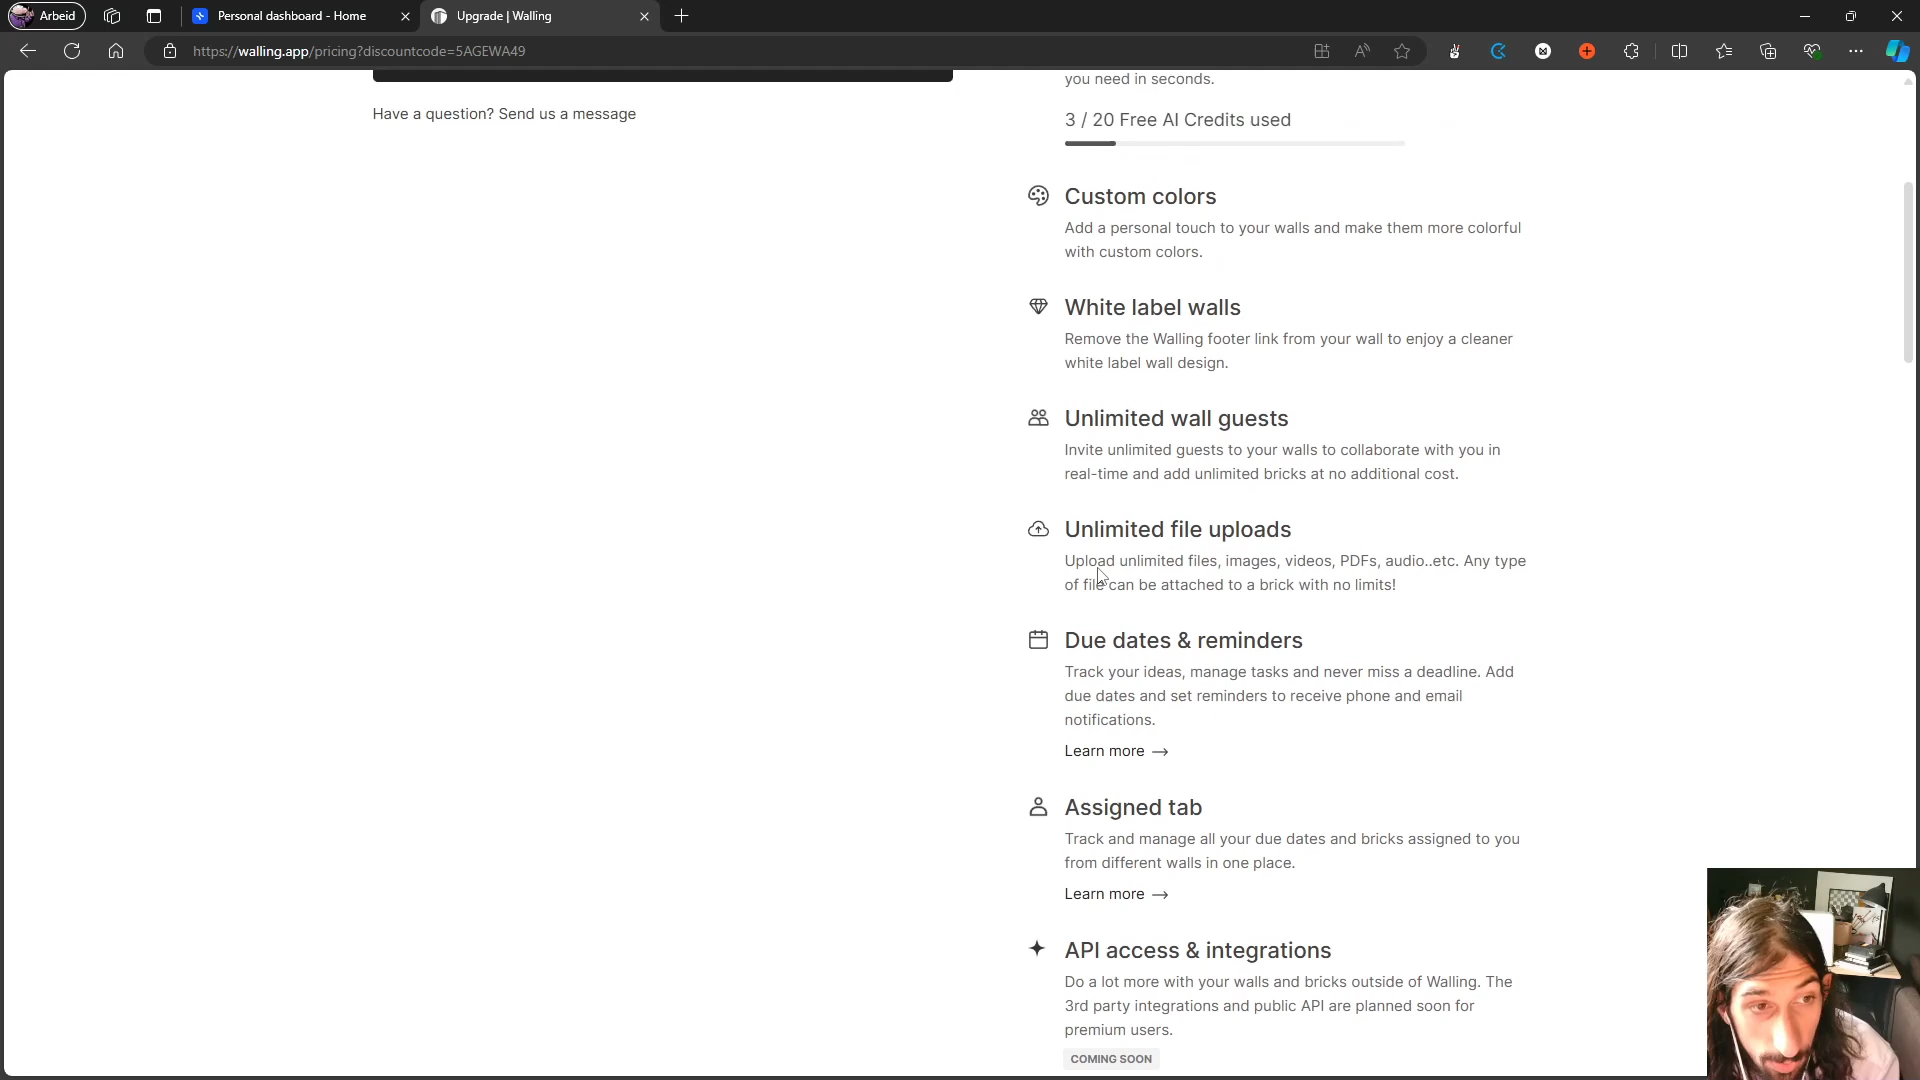 Arbeid
Personal dashboard - Home
Upgrade | Walling
https://walling.app/pricing?discountcode=5AGEWA49
Have a question? Send us a message
you need in seconds.
3 / 20 Free AI Credits used
Custom colors
Add a personal touch to your walls and make them more colorful
with custom colors.
White label walls
Remove the Walling footer link from your wall to enjoy a cleaner
white label wall design.
Unlimited wall guests
Invite unlimited guests to your walls to collaborate with you in
real-time and add unlimited bricks at no additional cost.
Unlimited file uploads
Upload unlimited files, images, videos, PDFs, audio..etc. Any type
of file can be attached to a brick with no limits!
Due dates & reminders
Track your ideas, manage tasks and never miss a deadline. Add
due dates and set reminders to receive phone and email
notifications.
Learn more →
Assigned tab
Track and manage all your due dates and bricks assigned to you
from different walls in one place.
Learn more →
API access & integrations
Do a lot more with your walls and bricks outside of Walling. The
3rd party integrations and public API are planned soon for
premium users.
COMING SOON